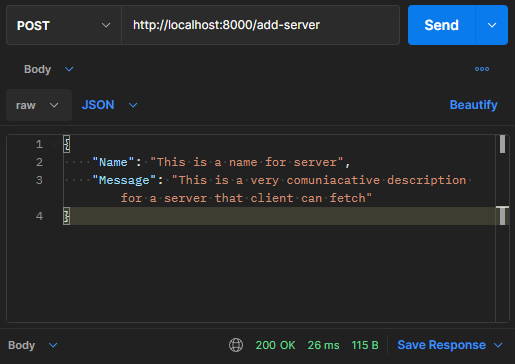 POST http://localhost:8000/add-server Send
Body
raw JSON Beautify
1 {
2 "Name": "This is a name for server",
3 "Message": "This is a very comuniacative description
for a server that client can fetch"
4 }
Body 200 OK 26 ms 115 B Save Response